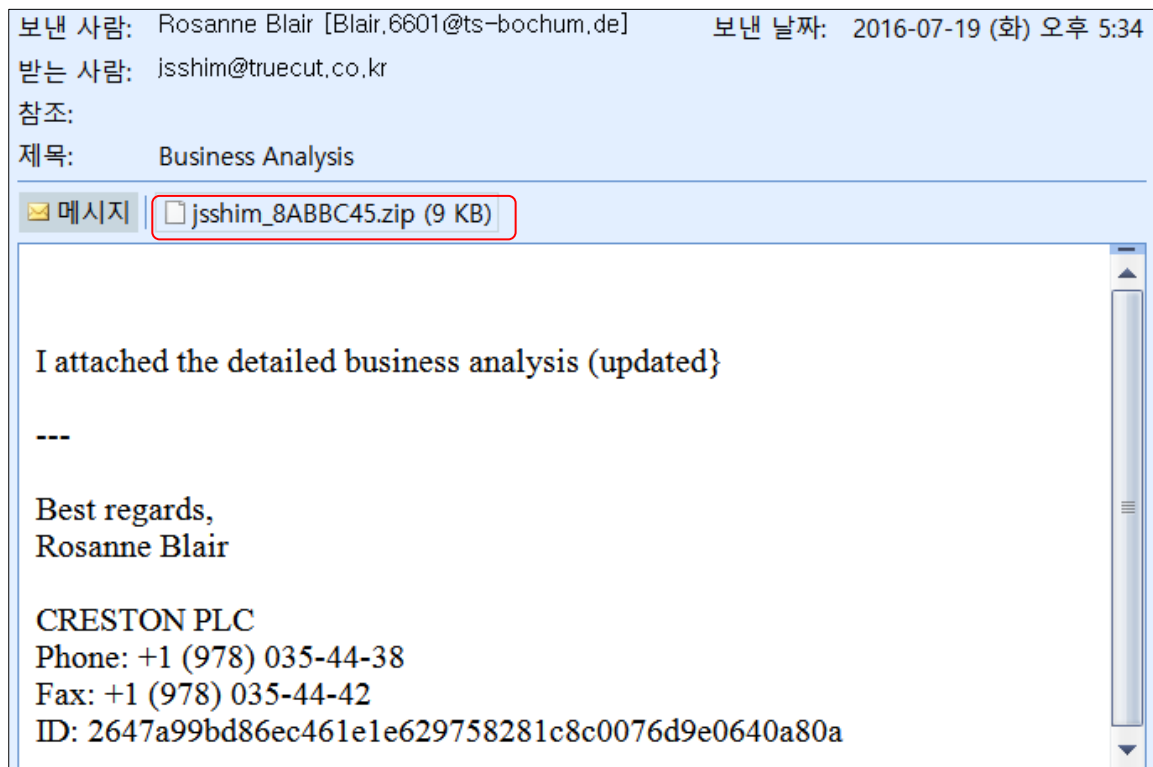 보낸 사람: Rosanne Blair [Blair,6601@ts-bochum,de] 보낸 날짜: 2016-07-19 (화) 오후 5:34
받는 사람: jsshim@truecut,co,kr
참조:
제목: Business Analysis
메시지 jsshim_8ABBC45.zip (9 KB)
I attached the detailed business analysis (updated}
---
Best regards,
Rosanne Blair
CRESTON PLC
Phone: +1 (978) 035-44-38
Fax: +1 (978) 035-44-42
ID: 2647a99bd86ec461e1e629758281c8c0076d9e0640a80a